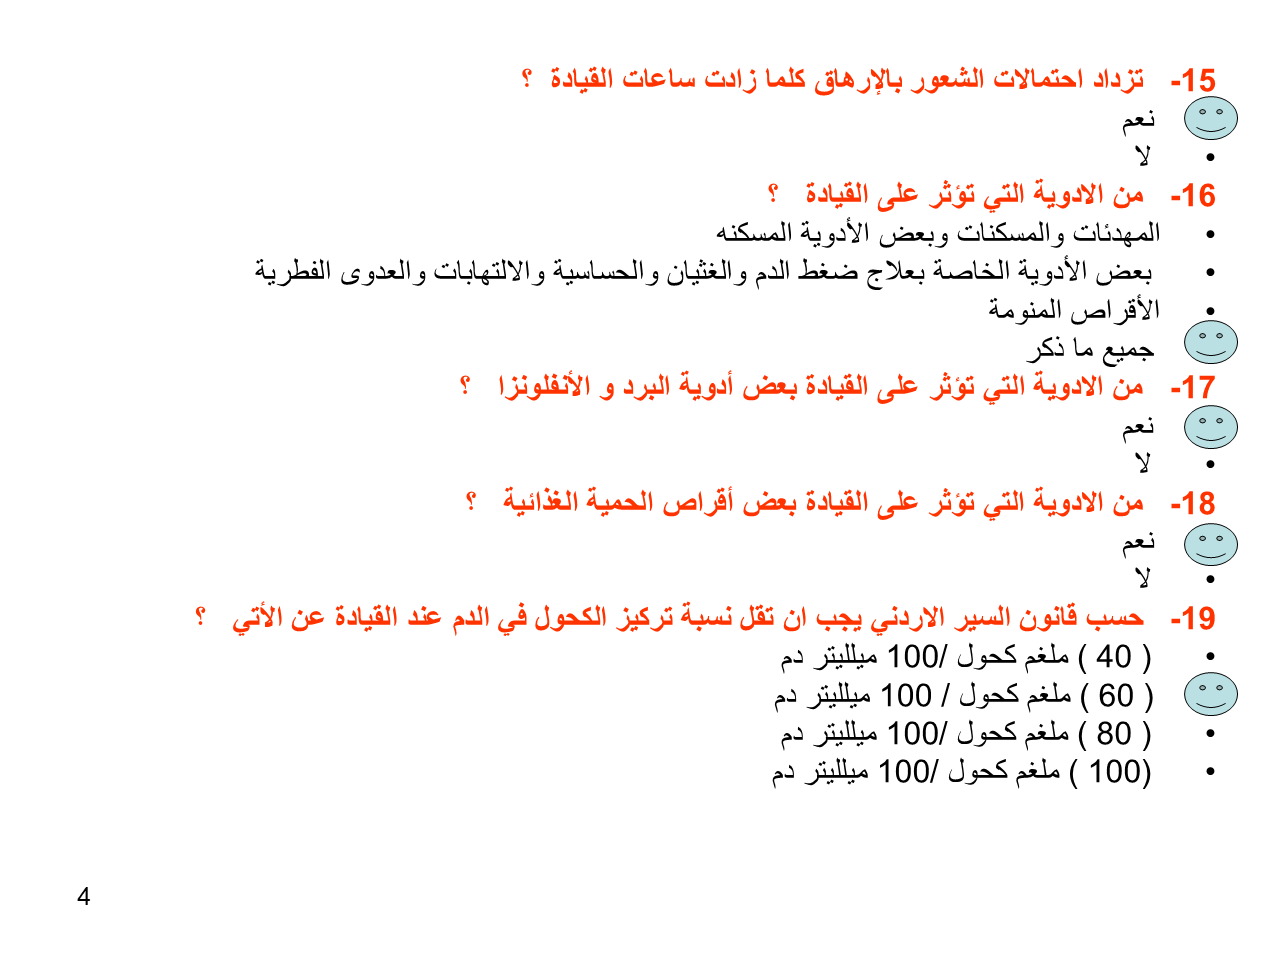 15- تزداد احتمالات الشعور بالإرهاق كلما زادت ساعات القيادة ؟
نعم
• لا
16- من الادوية التي تؤثر على القيادة ؟
• المهدئات والمسكنات وبعض الأدوية المسكنه
• بعض الأدوية الخاصة بعلاج ضغط الدم والغثيان والحساسية والالتهابات والعدوى الفطرية
• الأقراص المنومة
جميع ما ذكر
17- من الادوية التي تؤثر على القيادة بعض أدوية البرد و الأنفلونزا ؟
نعم
• لا
18- من الادوية التي تؤثر على القيادة بعض أقراص الحمية الغذائية ؟
نعم
• لا
19- حسب قانون السير الاردني يجب ان تقل نسبة تركيز الكحول في الدم عند القيادة عن الأتي ؟
• ( 40 ) ملغم كحول /100 ميلليتر دم
( 60 ) ملغم كحول / 100 ميلليتر دم
• ( 80 ) ملغم كحول /100 ميلليتر دم
• (100 ) ملغم كحول /100 ميلليتر دم
4